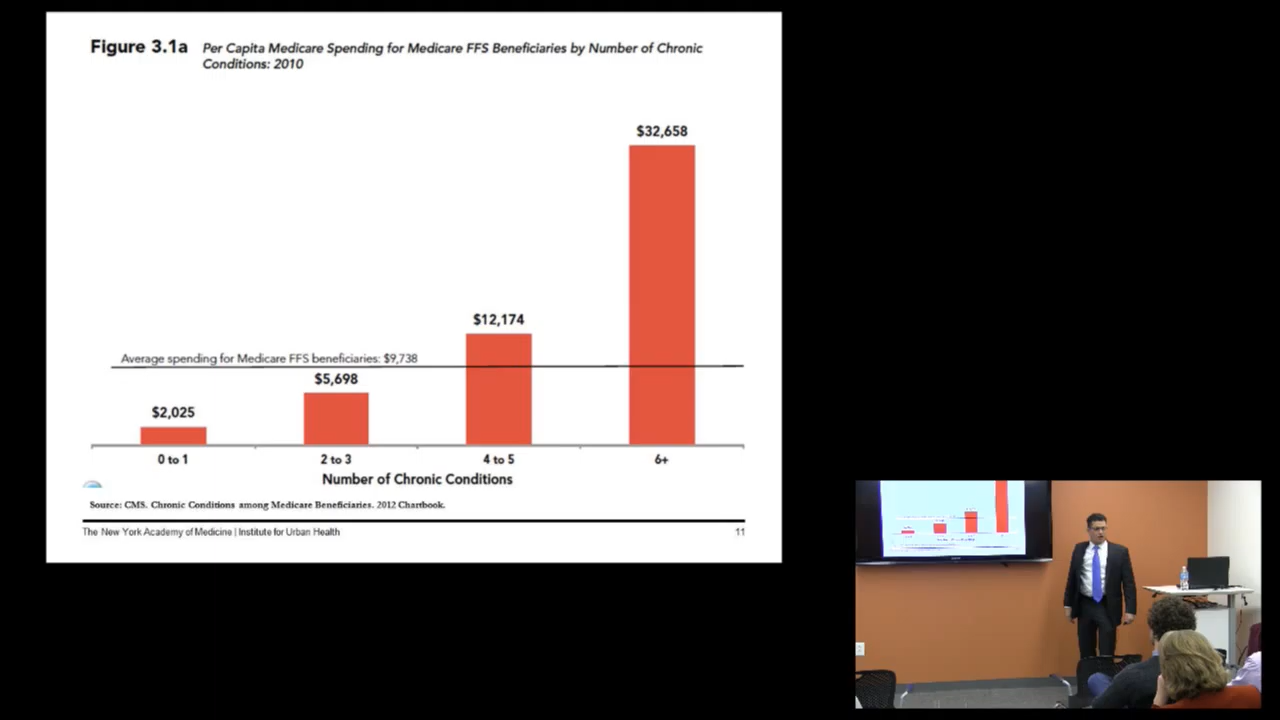 Figure 3.1a Per Capita Medicare Spending for Medicare FFS Beneficiaries by Number of Chronic
Conditions: 2010
$32,658
$12,174
Average spending for Medicare FFS beneficiaries: $9,738
$5,698
$2,025
0 to 1 2 to 3 4 to 5 6+
Number of Chronic Conditions
Source: CMS. Chronic Conditions among Medicare Beneficiaries. 2012 Chartbook.
The New York Academy of Medicine | Institute for Urban Health 11